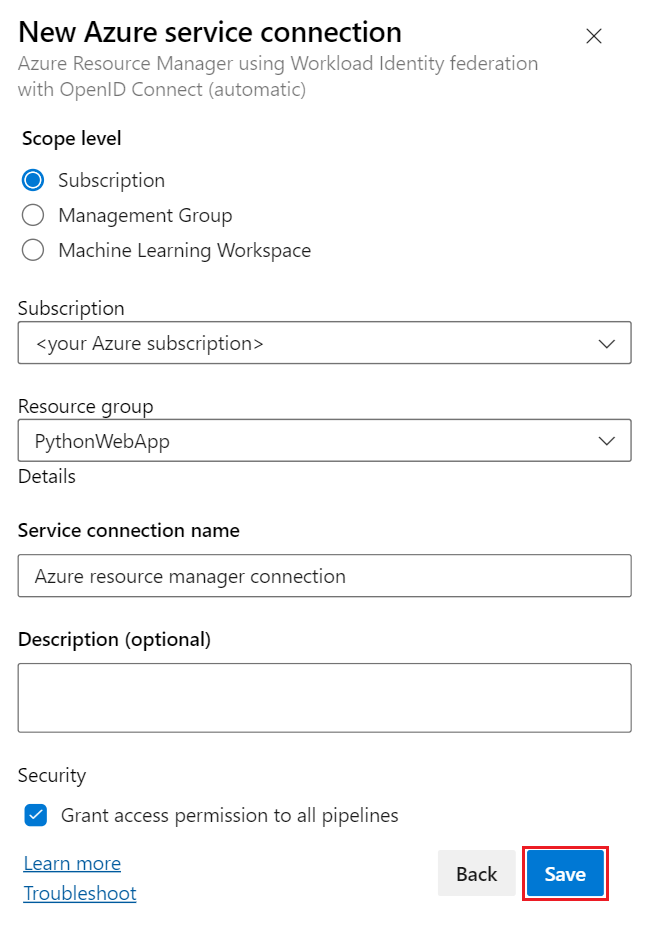 New Azure service connection
Azure Resource Manager using Workload Identity federation
with OpenID Connect (automatic)
Scope level
Subscription
Management Group
Machine Learning Workspace
Subscription
<your Azure subscription>
Resource group
PythonWebApp
Details
Service connection name
Azure resource manager connection
Description (optional)
Security
Grant access permission to all pipelines
Learn more
Troubleshoot
Back
Save